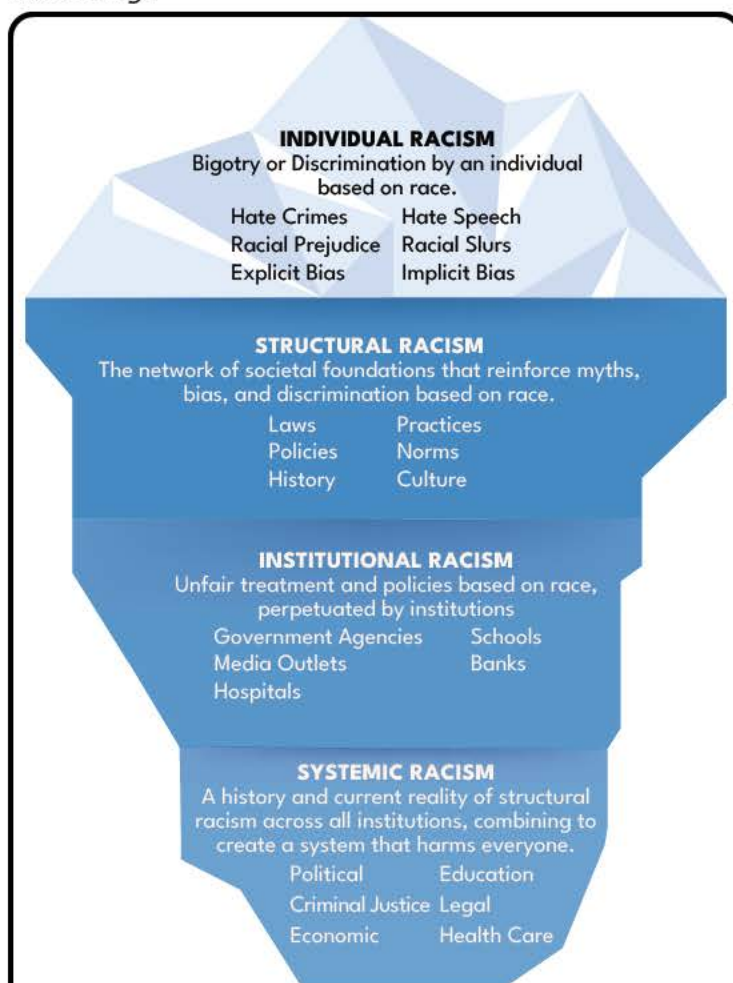 INDIVIDUAL RACISM
Bigotry or Discrimination by an individual
based on race.
Hate Crimes Hate Speech
Racial Prejudice Racial Slurs
Explicit Bias Implicit Bias
STRUCTURAL RACISM
The network of societal foundations that reinforce myths,
bias, and discrimination based on race.
Laws Practices
Policies Norms
History Culture
INSTITUTIONAL RACISM
Unfair treatment and policies based on race,
perpetuated by institutions
Government Agencies Schools
Media Outlets Banks
Hospitals
SYSTEMIC RACISM
A history and current reality of structural
racism across all institutions, combining to
create a system that harms everyone.
Political Education
Criminal Justice Legal
Economic Health Care